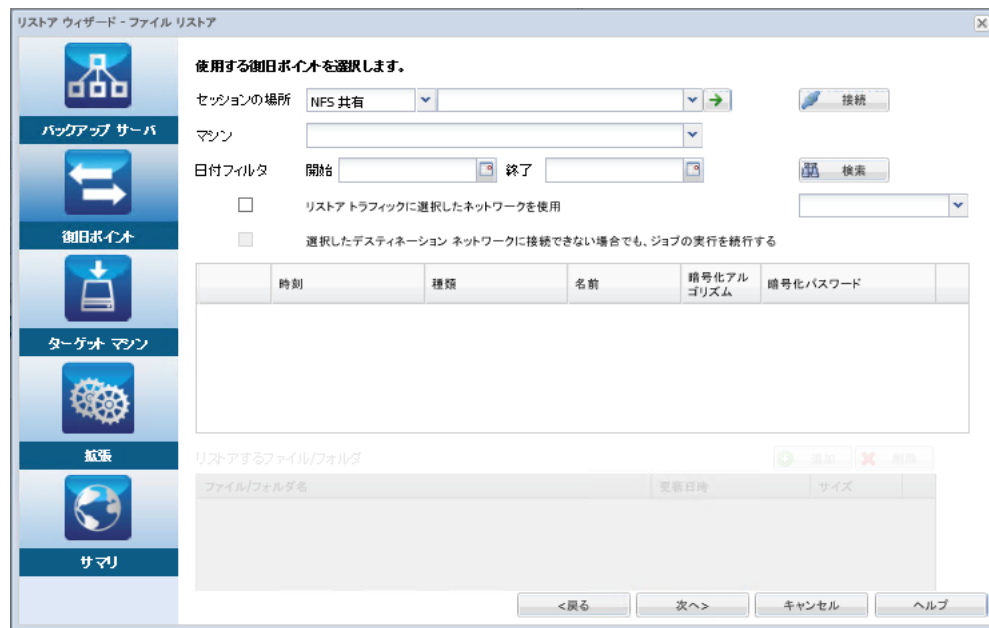 リストア ウィザード - ファイル リストア
バックアップ サーバ
復旧ポイント
ターゲット マシン
拡張
サマリ
使用する復旧ポイントを選択します。
セッションの場所 NFS 共有 接続
マシン
日付フィルタ 開始 終了 検索
リストア トラフィックに選択したネットワークを使用
選択したデスティネーション ネットワークに接続できない場合でも、ジョブの実行を続行する
時刻 種類 名前 暗号化アルゴリズム 暗号化パスワード
リストアするファイル/フォルダ 追加 削除
ファイル/フォルダ名 更新日時 サイズ
<戻る 次へ> キャンセル ヘルプ